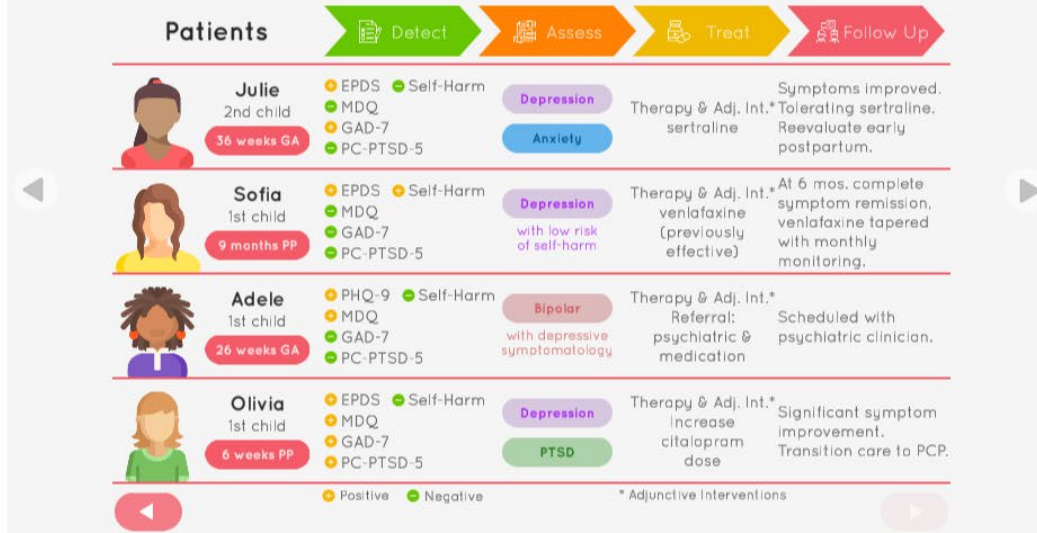 Patients
Detect
Assess
Treat
Follow Up
Julie
2nd child
36 weeks GA
EPDS Self-Harm
MDQ
GAD-7
PC-PTSD-5
Depression
Anxiety
Therapy & Adj. Int.*
sertraline
Symptoms improved.
Tolerating sertraline.
Reevaluate early
postpartum.
Sofia
1st child
9 months PP
EPDS Self-Harm
MDQ
GAD-7
PC-PTSD-5
Depression
with low risk
of self-harm
Therapy & Adj. Int.*
venlafaxine
(previously
effective)
At 6 mos. complete
symptom remission,
venlafaxine tapered
with monthly
monitoring.
Adele
1st child
26 weeks GA
PHQ-9 Self-Harm
MDQ
GAD-7
PC-PTSD-5
Bipolar
with depressive
symptomatology
Therapy & Adj. Int.*
Referral:
psychiatric &
medication
Scheduled with
psychiatric clinician.
Olivia
1st child
6 weeks PP
EPDS Self-Harm
MDQ
GAD-7
PC-PTSD-5
Depression
PTSD
Therapy & Adj. Int.*
increase
citalopram
dose
Significant symptom
improvement.
Transition care to PCP.
Positive Negative
* Adjunctive Interventions